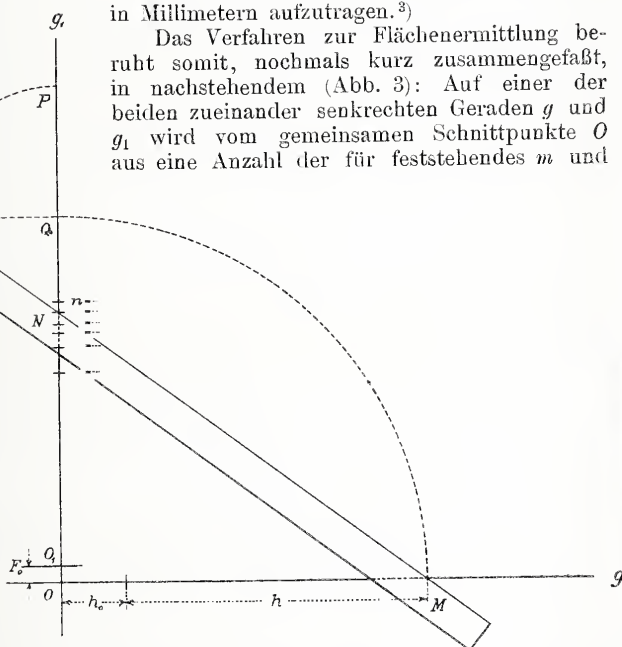 in Millimetern aufzutragen.³)
Das Verfahren zur Flächenermittlung be-
ruht somit, nochmals kurz zusammengefaßt,
in nachstehendem (Abb. 3): Auf einer der
beiden zueinander senkrechten Geraden g und
g₁ wird vom gemeinsamen Schnittpunkte O
aus eine Anzahl der für feststehendes m und
g₁
P
Q
n
N
O₁
F₀
O
h₀
h
M
g